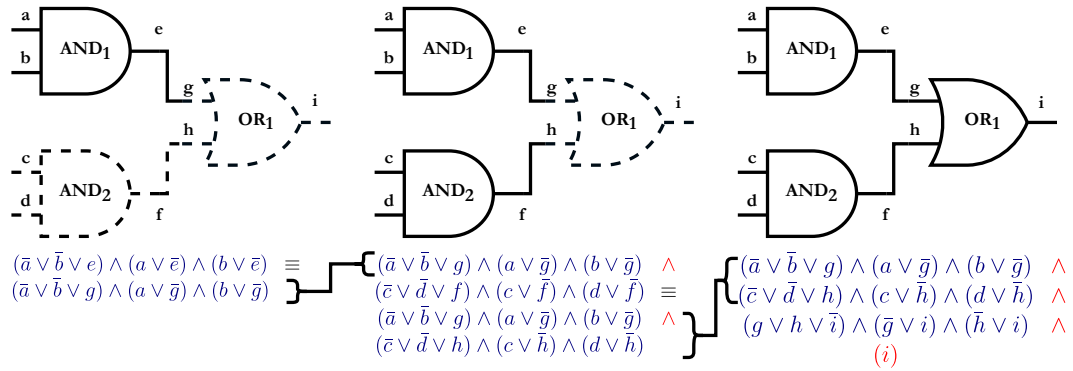 a
b
AND1
e
g
h
OR1
i
c
d
AND2
f
a
b
AND1
e
g
h
OR1
i
c
d
AND2
f
a
b
AND1
e
g
h
OR1
i
c
d
AND2
f
(a̅ ∨ b̅ ∨ e) ∧ (a ∨ e̅) ∧ (b ∨ e̅) ≡
(a̅ ∨ b̅ ∨ g) ∧ (a ∨ g̅) ∧ (b ∨ g̅)
(a̅ ∨ b̅ ∨ g) ∧ (a ∨ g̅) ∧ (b ∨ g̅) ∧
(c̅ ∨ d̅ ∨ f) ∧ (c ∨ f̅) ∧ (d ∨ f̅) ≡
(a̅ ∨ b̅ ∨ g) ∧ (a ∨ g̅) ∧ (b ∨ g̅) ∧
(c̅ ∨ d̅ ∨ h) ∧ (c ∨ h̅) ∧ (d ∨ h̅)
(a̅ ∨ b̅ ∨ g) ∧ (a ∨ g̅) ∧ (b ∨ g̅) ∧
(c̅ ∨ d̅ ∨ h) ∧ (c ∨ h̅) ∧ (d ∨ h̅) ∧
(g ∨ h ∨ i̅) ∧ (g̅ ∨ i) ∧ (h̅ ∨ i) ∧
(i)